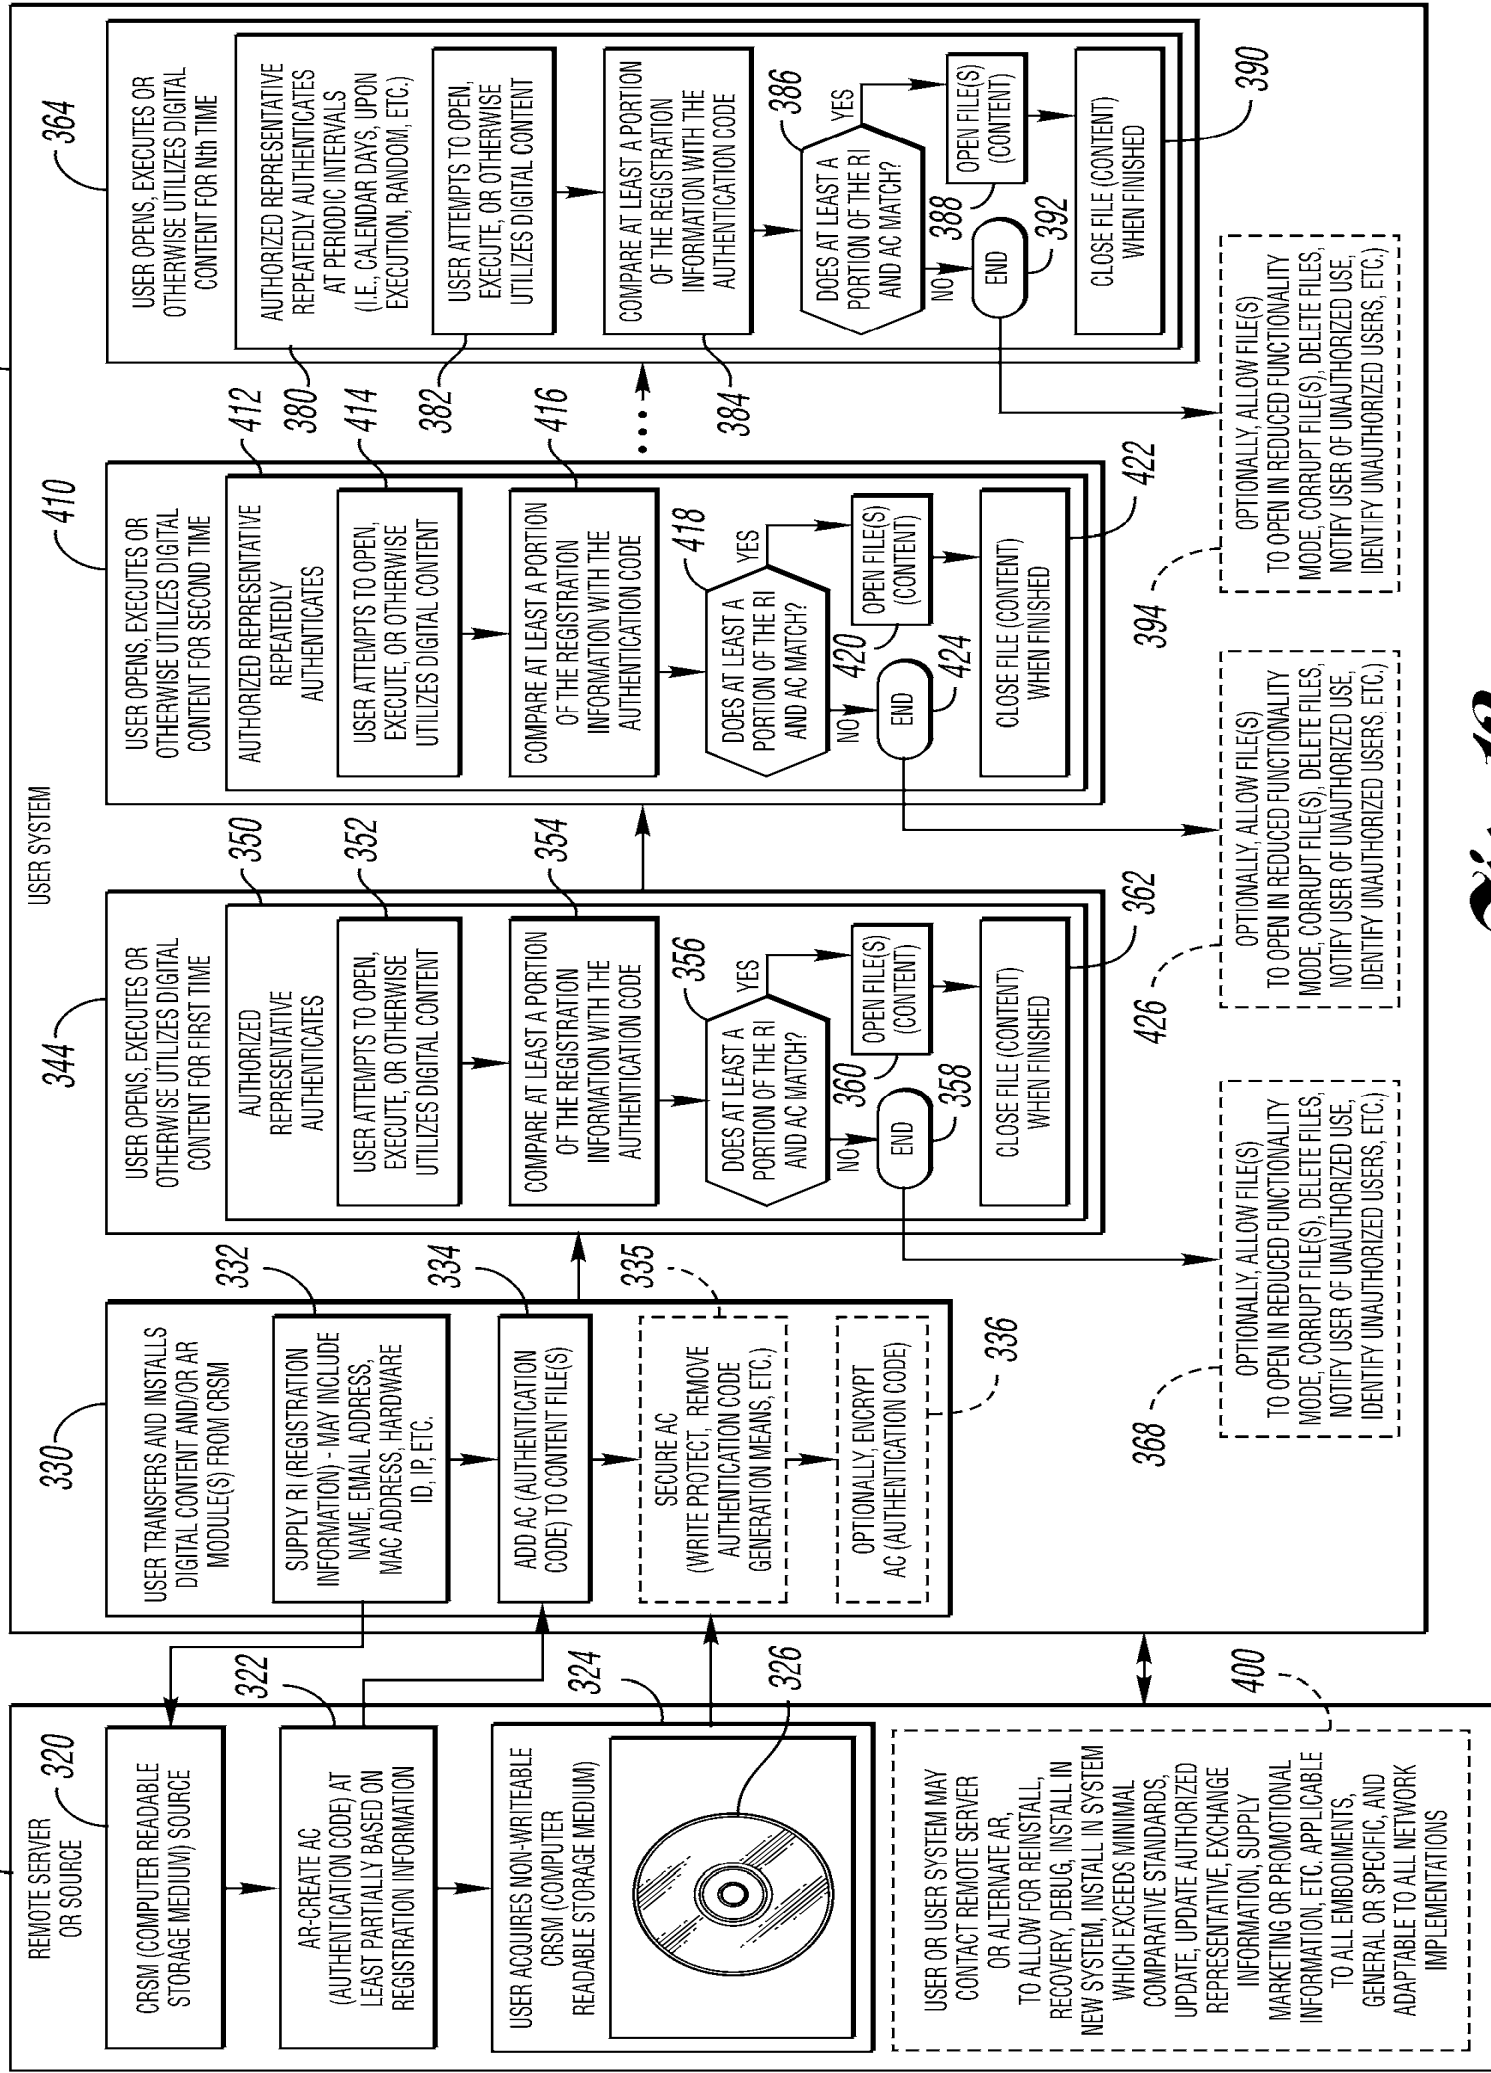 REMOTE SERVER
OR SOURCE
320
CRSM (COMPUTER READABLE
STORAGE MEDIUM) SOURCE
322
AR-CREATE AC
(AUTHENTICATION CODE) AT
LEAST PARTIALLY BASED ON
REGISTRATION INFORMATION
324
USER ACQUIRES NON-WRITEABLE
CRSM (COMPUTER
READABLE STORAGE MEDIUM)
326
400
USER OR USER SYSTEM MAY
CONTACT REMOTE SERVER
OR ALTERNATE AR,
TO ALLOW FOR REINSTALL,
RECOVERY, DEBUG, INSTALL IN
NEW SYSTEM, INSTALL IN SYSTEM
WHICH EXCEEDS MINIMAL
COMPARATIVE STANDARDS,
UPDATE, UPDATE AUTHORIZED
REPRESENTATIVE, EXCHANGE
INFORMATION, SUPPLY
MARKETING OR PROMOTIONAL
INFORMATION, ETC. APPLICABLE
TO ALL EMBODIMENTS,
GENERAL OR SPECIFIC, AND
ADAPTABLE TO ALL NETWORK
IMPLEMENTATIONS
USER SYSTEM
330
USER TRANSFERS AND INSTALLS
DIGITAL CONTENT AND/OR AR
MODULE(S) FROM CRSM
332
SUPPLY RI (REGISTRATION
INFORMATION) - MAY INCLUDE
NAME, EMAIL ADDRESS,
MAC ADDRESS, HARDWARE
ID, IP, ETC.
334
ADD AC (AUTHENTICATION
CODE) TO CONTENT FILE(S)
335
SECURE AC
(WRITE PROTECT, REMOVE
AUTHENTICATION CODE
GENERATION MEANS, ETC.)
336
OPTIONALLY, ENCRYPT
AC (AUTHENTICATION CODE)
344
USER OPENS, EXECUTES OR
OTHERWISE UTILIZES DIGITAL
CONTENT FOR FIRST TIME
350
AUTHORIZED
REPRESENTATIVE
AUTHENTICATES
352
USER ATTEMPTS TO OPEN,
EXECUTE, OR OTHERWISE
UTILIZES DIGITAL CONTENT
354
COMPARE AT LEAST A PORTION
OF THE REGISTRATION
INFORMATION WITH THE
AUTHENTICATION CODE
356
DOES AT LEAST A
PORTION OF THE RI
AND AC MATCH?
YES
NO
360
OPEN FILE(S)
(CONTENT)
END
358
362
CLOSE FILE (CONTENT)
WHEN FINISHED
368
OPTIONALLY, ALLOW FILE(S)
TO OPEN IN REDUCED FUNCTIONALITY
MODE, CORRUPT FILE(S), DELETE FILES,
NOTIFY USER OF UNAUTHORIZED USE,
IDENTIFY UNAUTHORIZED USERS, ETC.)
410
USER OPENS, EXECUTES OR
OTHERWISE UTILIZES DIGITAL
CONTENT FOR SECOND TIME
412
AUTHORIZED REPRESENTATIVE
REPEATEDLY
AUTHENTICATES
414
USER ATTEMPTS TO OPEN,
EXECUTE, OR OTHERWISE
UTILIZES DIGITAL CONTENT
416
COMPARE AT LEAST A PORTION
OF THE REGISTRATION
INFORMATION WITH THE
AUTHENTICATION CODE
418
DOES AT LEAST A
PORTION OF THE RI
AND AC MATCH?
YES
NO
420
OPEN FILE(S)
(CONTENT)
END
424
422
CLOSE FILE (CONTENT)
WHEN FINISHED
426
OPTIONALLY, ALLOW FILE(S)
TO OPEN IN REDUCED FUNCTIONALITY
MODE, CORRUPT FILE(S), DELETE FILES,
NOTIFY USER OF UNAUTHORIZED USE,
IDENTIFY UNAUTHORIZED USERS, ETC.)
364
USER OPENS, EXECUTES OR
OTHERWISE UTILIZES DIGITAL
CONTENT FOR Nth TIME
380
AUTHORIZED REPRESENTATIVE
REPEATEDLY AUTHENTICATES
AT PERIODIC INTERVALS
(I.E., CALENDAR DAYS, UPON
EXECUTION, RANDOM, ETC.)
382
USER ATTEMPTS TO OPEN,
EXECUTE, OR OTHERWISE
UTILIZES DIGITAL CONTENT
384
COMPARE AT LEAST A PORTION
OF THE REGISTRATION
INFORMATION WITH THE
AUTHENTICATION CODE
386
DOES AT LEAST A
PORTION OF THE RI
AND AC MATCH?
YES
NO
388
OPEN FILE(S)
(CONTENT)
END
392
390
CLOSE FILE (CONTENT)
WHEN FINISHED
394
OPTIONALLY, ALLOW FILE(S)
TO OPEN IN REDUCED FUNCTIONALITY
MODE, CORRUPT FILE(S), DELETE FILES,
NOTIFY USER OF UNAUTHORIZED USE,
IDENTIFY UNAUTHORIZED USERS, ETC.)